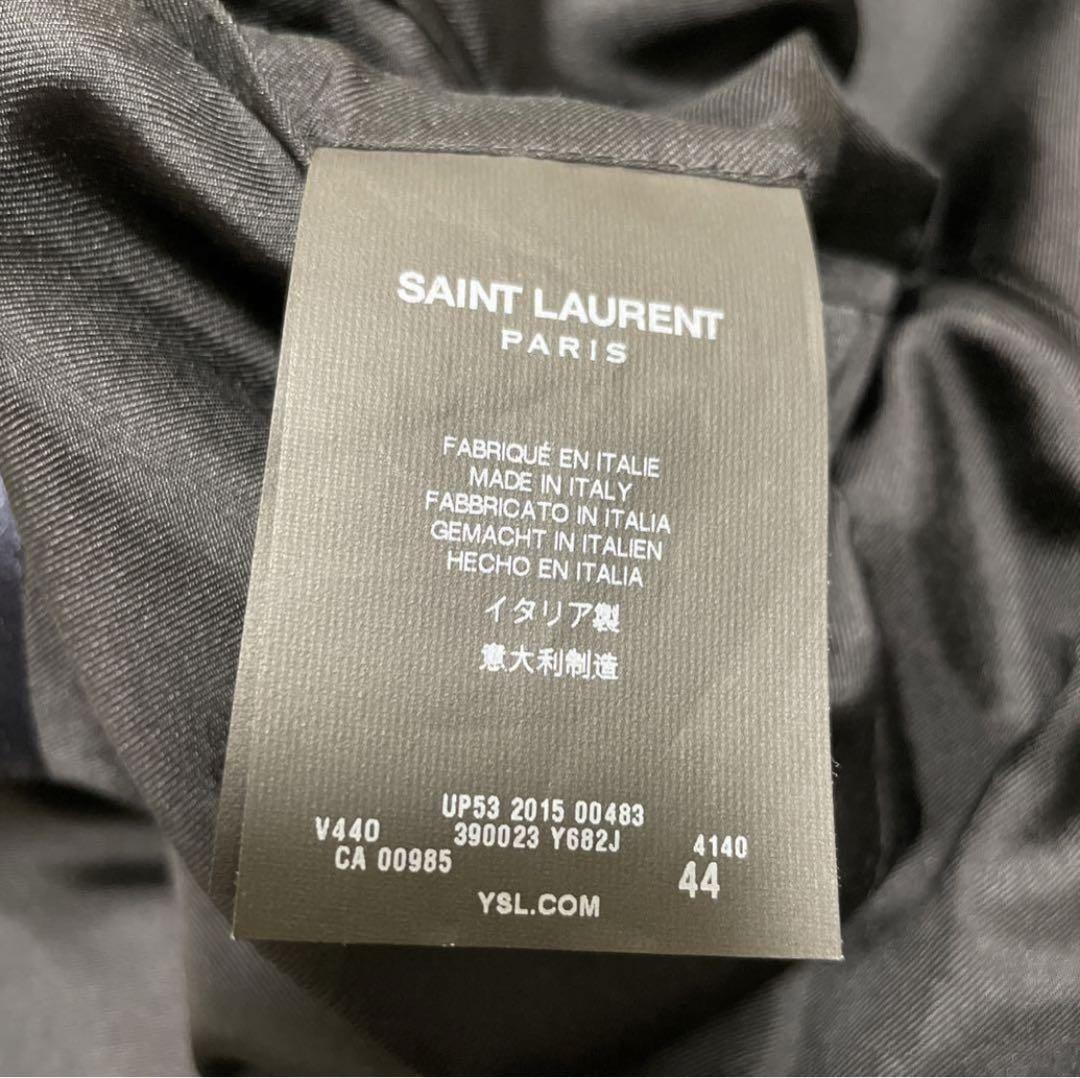 SAINT LAURENT
PARIS
FABRIQUÉ EN ITALIE
MADE IN ITALY
FABBRICATO IN ITALIA
GEMACHT IN ITALIEN
HECHO EN ITALIA
イタリア製
意大利制造
UP53 2015 00483
V440 390023 Y682J 4140
CA 00985 44
YSL.COM